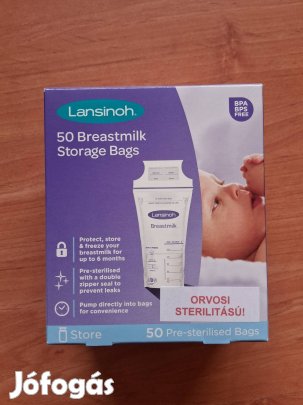 Lansinoh®
BPA
BPS
FREE
50 Breastmilk
Storage Bags
Lansinoh
Breastmilk
Protect, store
& freeze your
breastmilk for
up to 6 months
Pre-sterilised
with a double
zipper seal to
prevent leaks
Pump directly into bags
for convenience
ORVOSI
STERILITÁSÚ!
Store
50 Pre-sterilised Bags
Jófogás